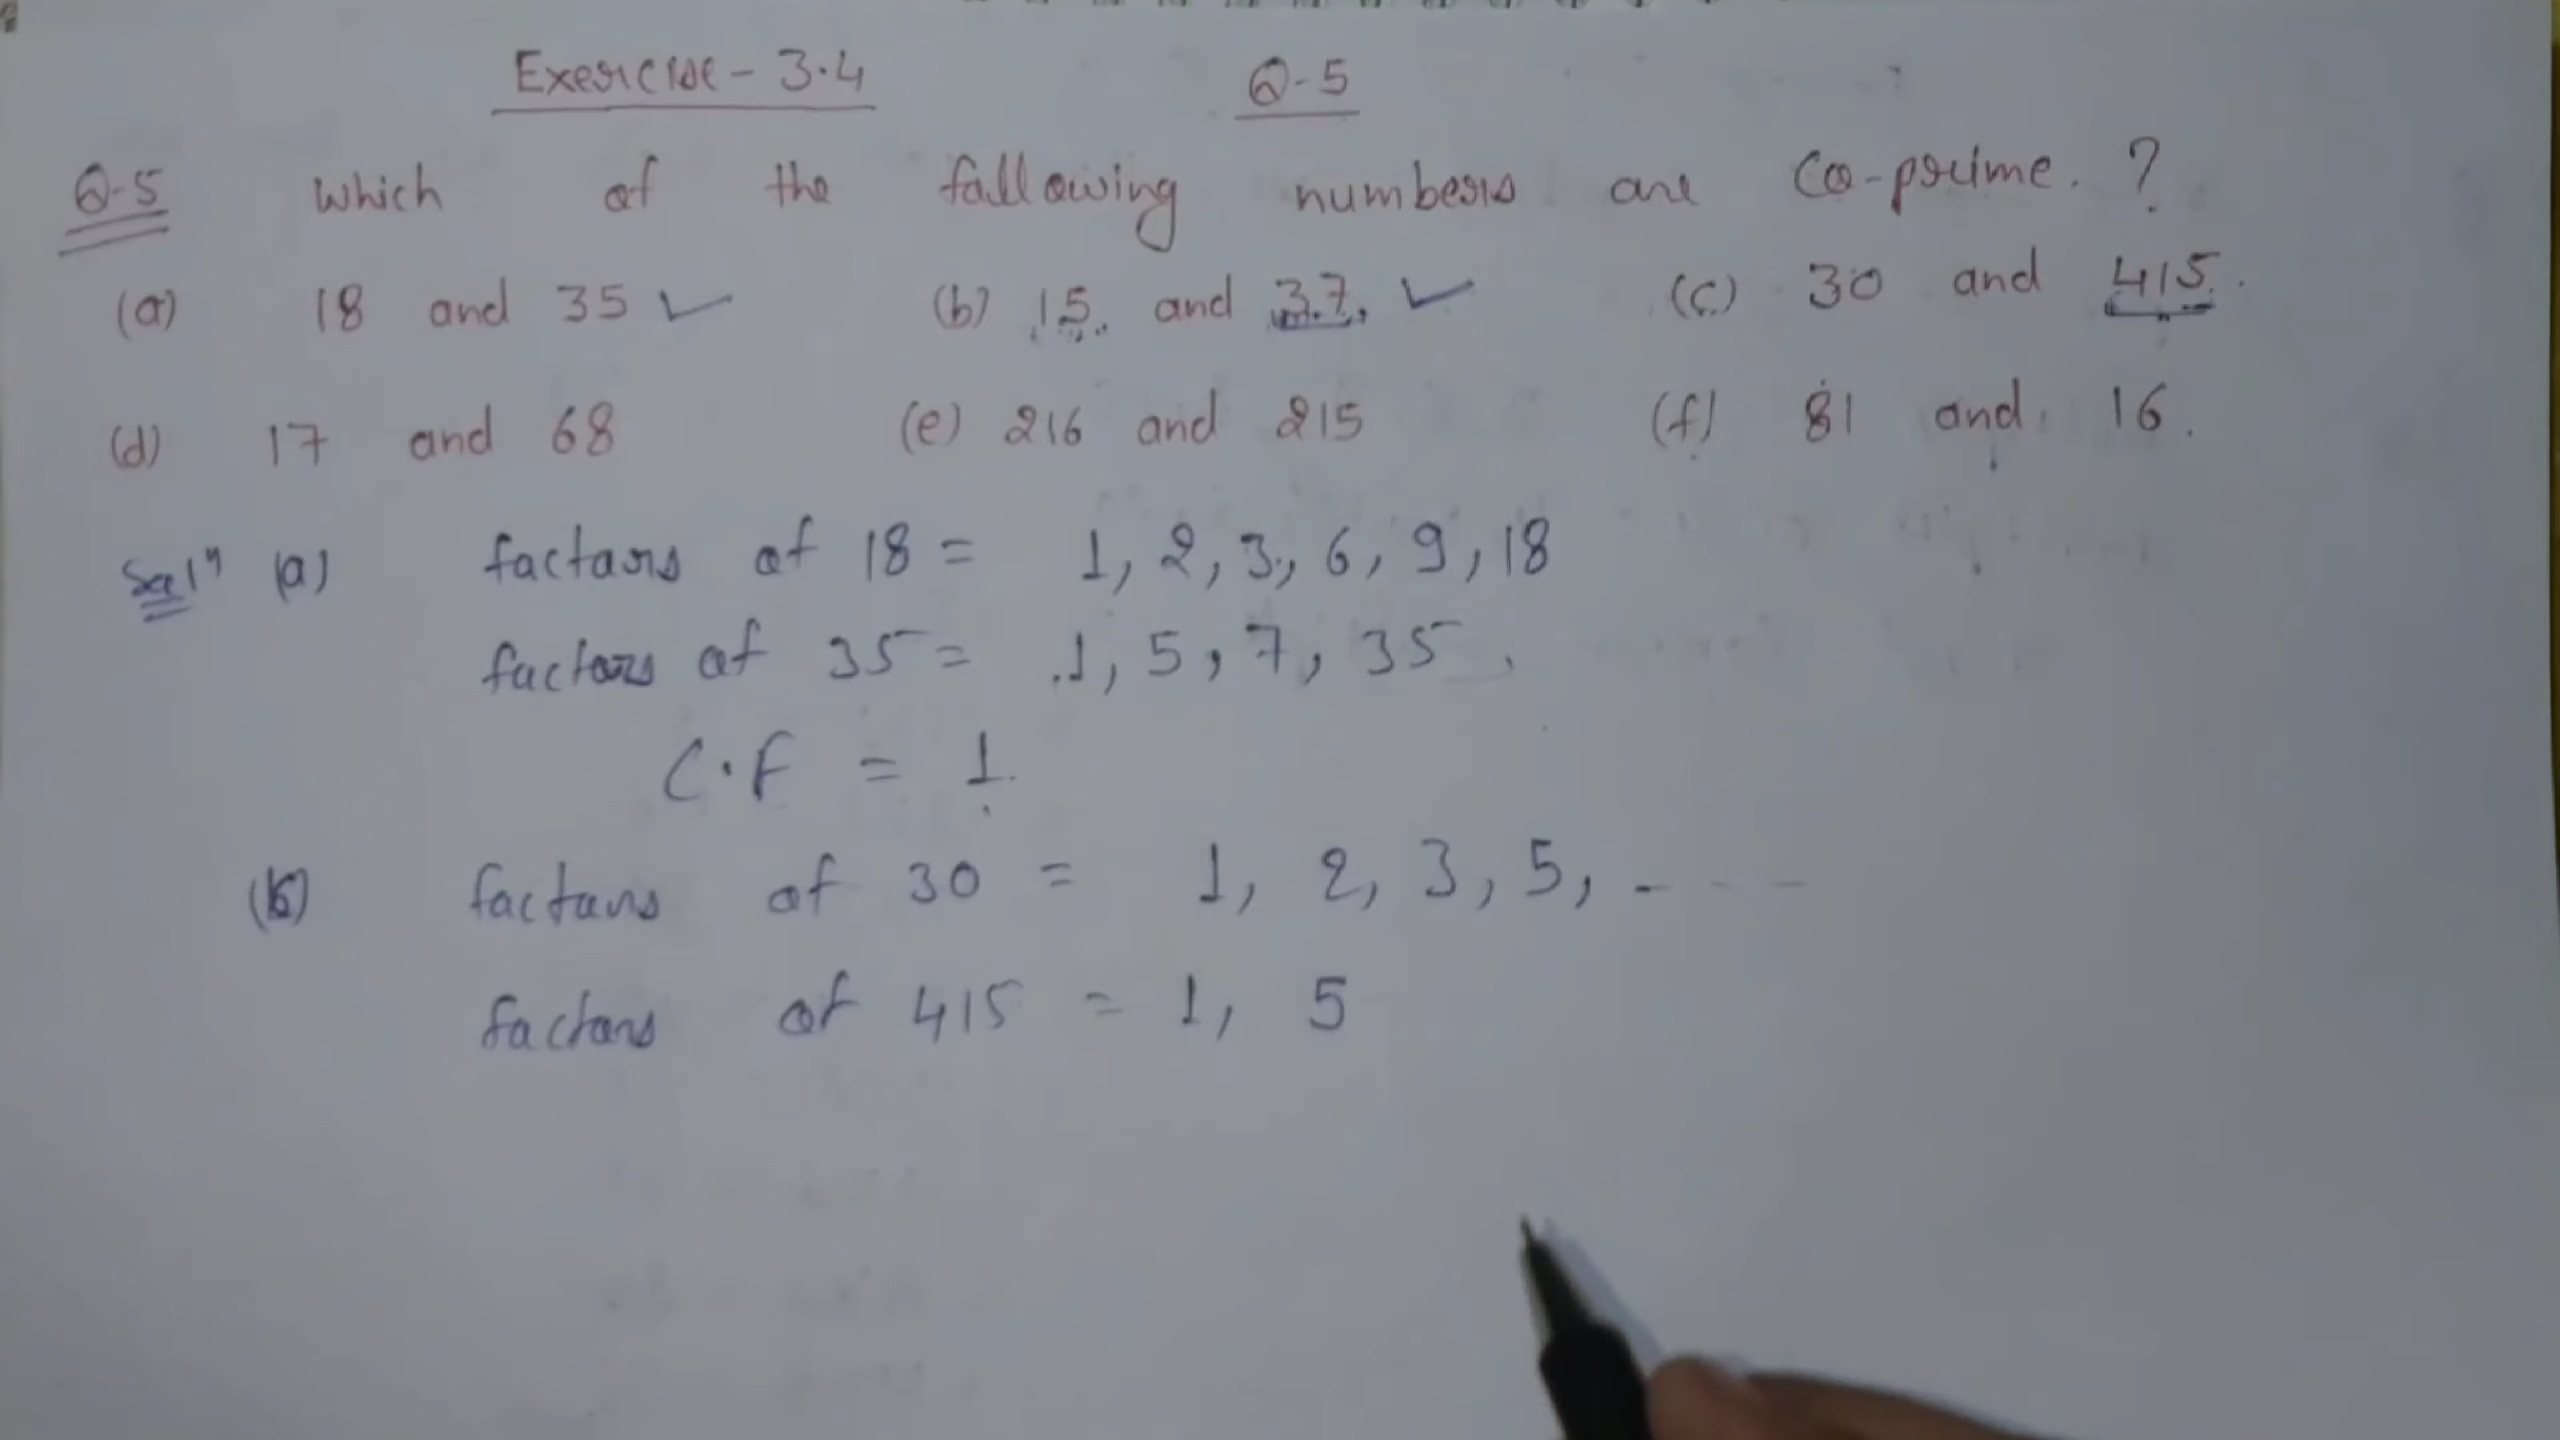 Exercise - 3.4 Q-5
Q-5 Which of the following numbers are Co-prime. ?
(a) 18 and 35 ✓ (b) 15 and 37. ✓ (c) 30 and 415.
(d) 17 and 68 (e) 216 and 215 (f) 81 and 16.
Solⁿ (a) factors of 18 = 1, 2, 3, 6, 9, 18
factors of 35 = 1, 5, 7, 35.
C.F = 1
(b) factors of 30 = 1, 2, 3, 5, - - - -
factors of 415 = 1, 5